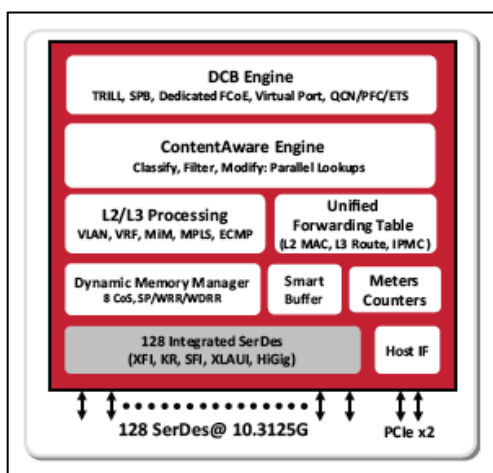 DCB Engine
TRILL, SPB, Dedicated FCoE, Virtual Port, QCN/PFC/ETS
ContentAware Engine
Classify, Filter, Modify: Parallel Lookups
L2/L3 Processing
VLAN, VRF, MiM, MPLS, ECMP
Unified
Forwarding Table
(L2 MAC, L3 Route, IPMC)
Dynamic Memory Manager
8 CoS, SP/WRR/WDRR
Smart
Buffer
Meters
Counters
128 Integrated SerDes
(XFI, KR, SFI, XLAUI, HiGig)
Host IF
128 SerDes@ 10.3125G
PCIe x2